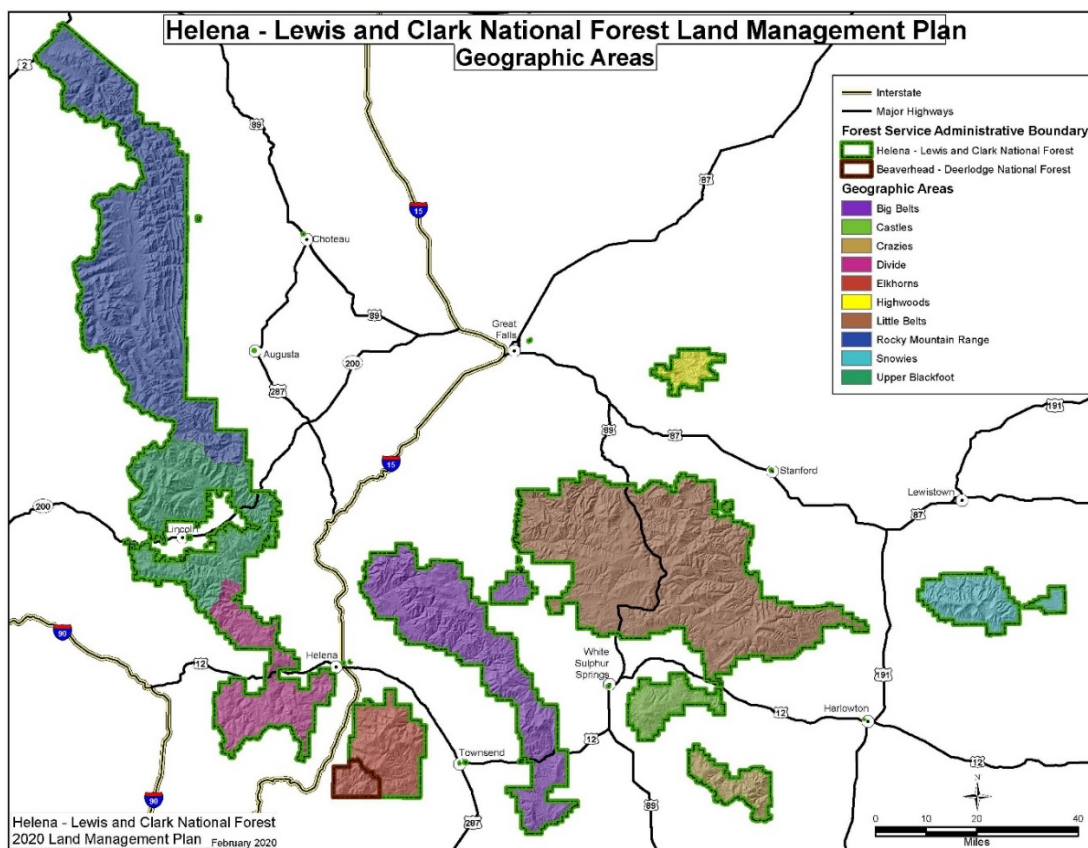 Helena - Lewis and Clark National Forest Land Management Plan
Geographic Areas
Interstate
Major Highways
Forest Service Administrative Boundary
Helena - Lewis and Clark National Forest
Beaverhead - Deerlodge National Forest
Geographic Areas
Big Belts
Castles
Crazies
Divide
Elkhorns
Highwoods
Little Belts
Rocky Mountain Range
Snowies
Upper Blackfoot
2
89
87
15
Choteau
89
Great
Falls
Augusta
200
287
191
89
87
15
Stanford
Lewistown
200
87
Lincoln
90
12
Helena
White
Sulphur
Springs
191
12
Harlowton
Townsend
12
12
90
287
89
N
0 10 20 40
Miles
Helena - Lewis and Clark National Forest
2020 Land Management Plan February 2020